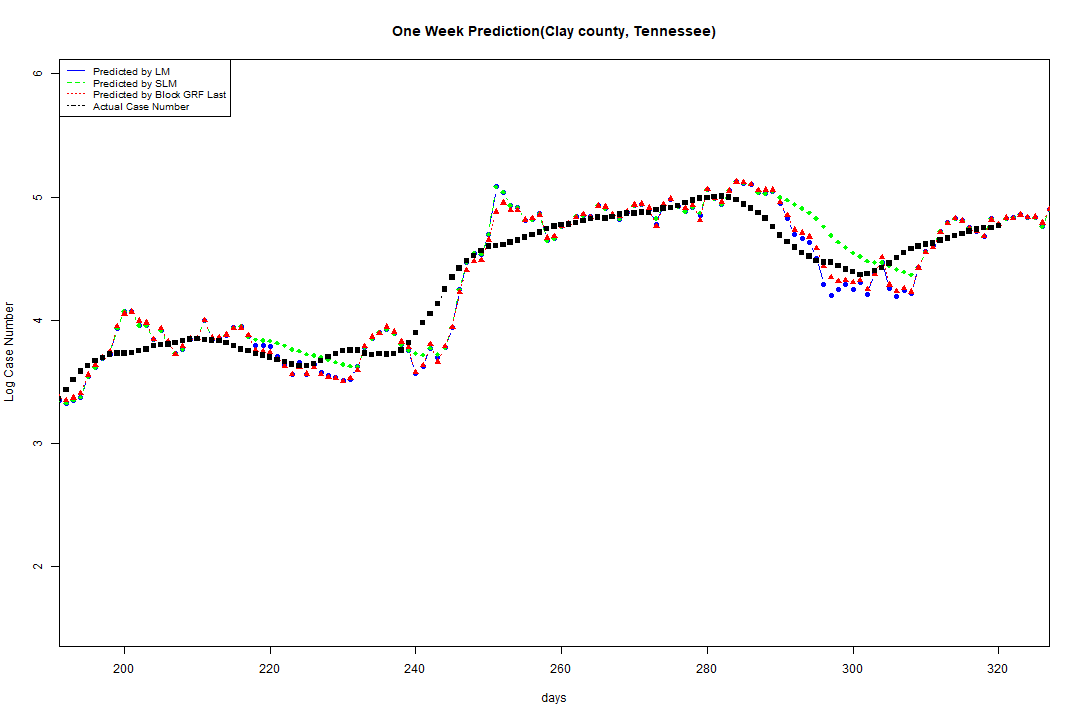 One Week Prediction(Clay county, Tennessee)
Predicted by LM
Predicted by SLM
Predicted by Block GRF Last
Actual Case Number
Log Case Number
6
5
4
3
2
200 220 240 260 280 300 320
days